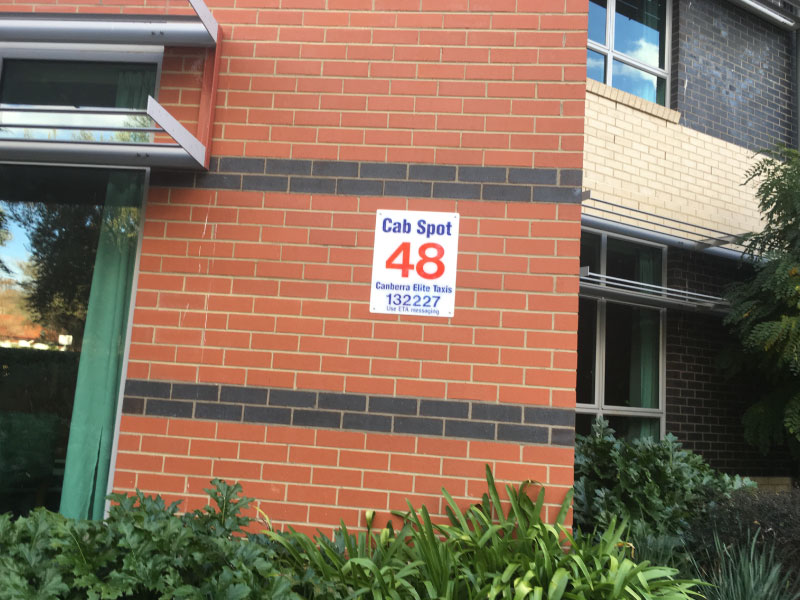 Cab Spot
48
Canberra Elite Taxis
132227
Use ETA messaging